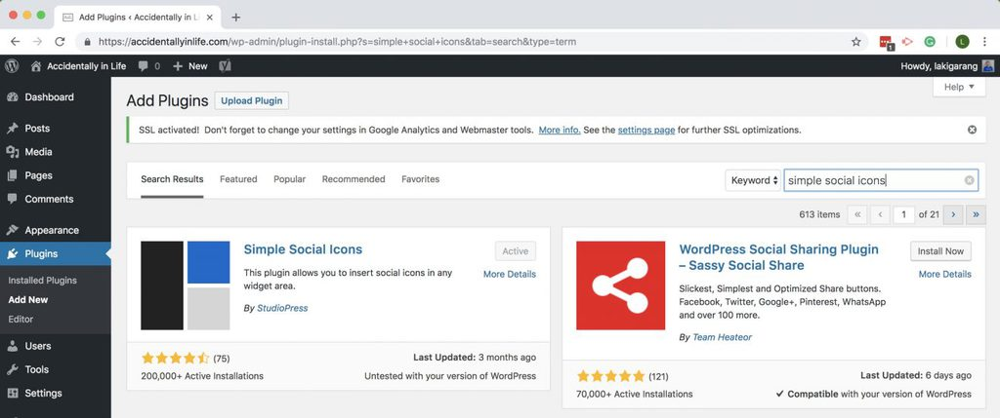 Add Plugins ‹ Accidentally in Life
https://accidentallyinlife.com/wp-admin/plugin-install.php?s=simple+social+icons&tab=search&type=term
1
L
Accidentally in Life 0 New
Howdy, lakigarang
Dashboard
Posts
Media
Pages
Comments
Appearance
Plugins
Installed Plugins
Add New
Editor
Users
Tools
Settings
Help
Add Plugins Upload Plugin
SSL activated! Don't forget to change your settings in Google Analytics and Webmaster tools. More info. See the settings page for further SSL optimizations.
Search Results Featured Popular Recommended Favorites
Keyword simple social icons
613 items « ‹ 1 of 21 › »
Simple Social Icons
Active
More Details
This plugin allows you to insert social icons in any
widget area.
By StudioPress
(75)
200,000+ Active Installations
Last Updated: 3 months ago
Untested with your version of WordPress
WordPress Social Sharing Plugin
– Sassy Social Share
Install Now
More Details
Slickest, Simplest and Optimized Share buttons.
Facebook, Twitter, Google+, Pinterest, WhatsApp
and over 100 more.
By Team Heateor
(121)
70,000+ Active Installations
Last Updated: 6 days ago
✔ Compatible with your version of WordPress